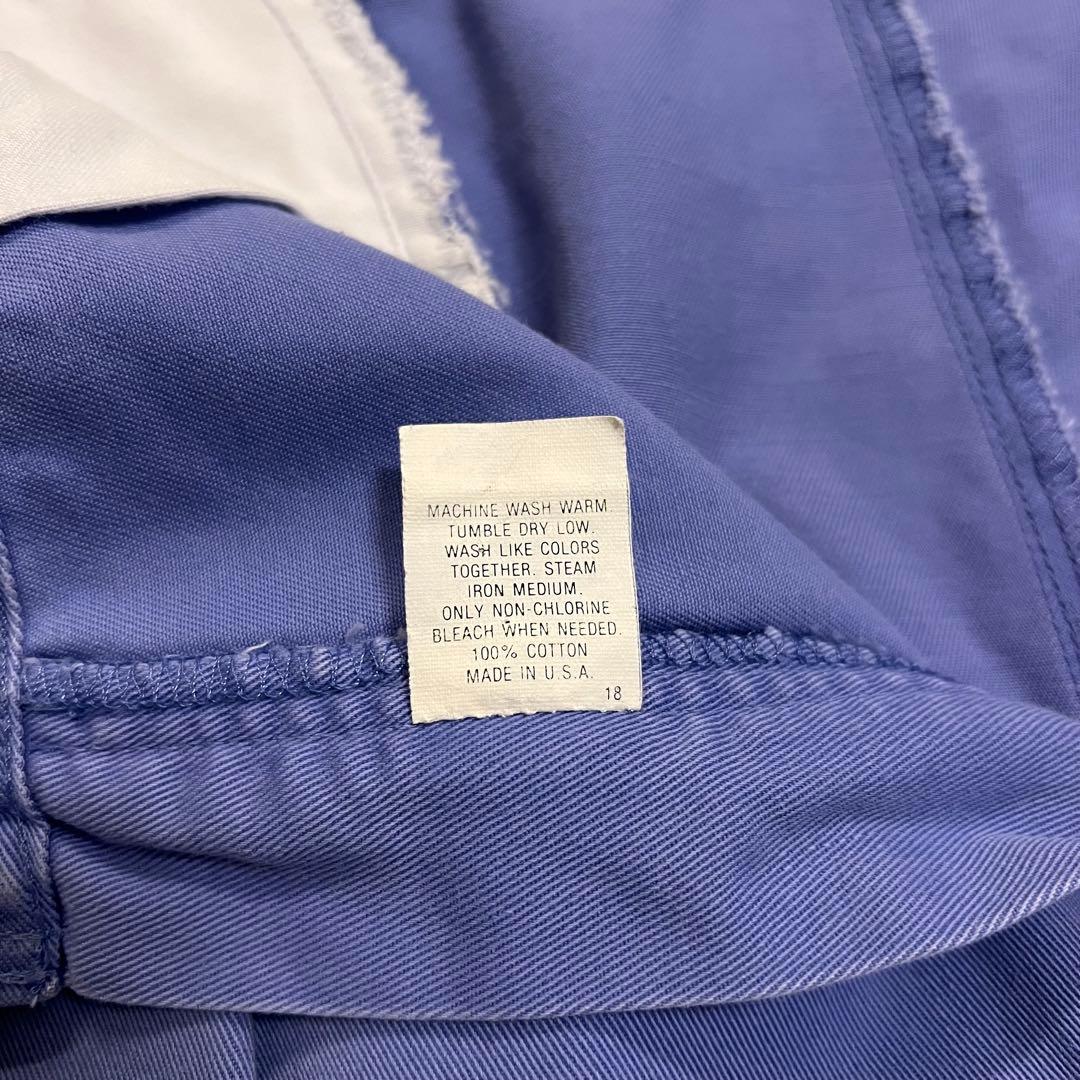 MACHINE WASH WARM
TUMBLE DRY LOW.
WASH LIKE COLORS
TOGETHER. STEAM
IRON MEDIUM.
ONLY NON-CHLORINE
BLEACH WHEN NEEDED.
100% COTTON
MADE IN U.S.A.
18